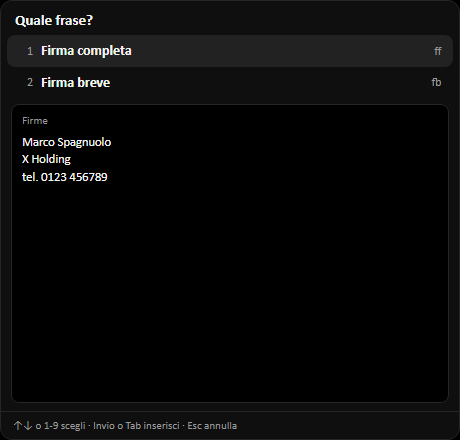 Quale frase?
1 Firma completa ff
2 Firma breve fb
Firme
Marco Spagnuolo
X Holding
tel. 0123 456789
↑↓ o 1-9 scegli · Invio o Tab inserisci · Esc annulla